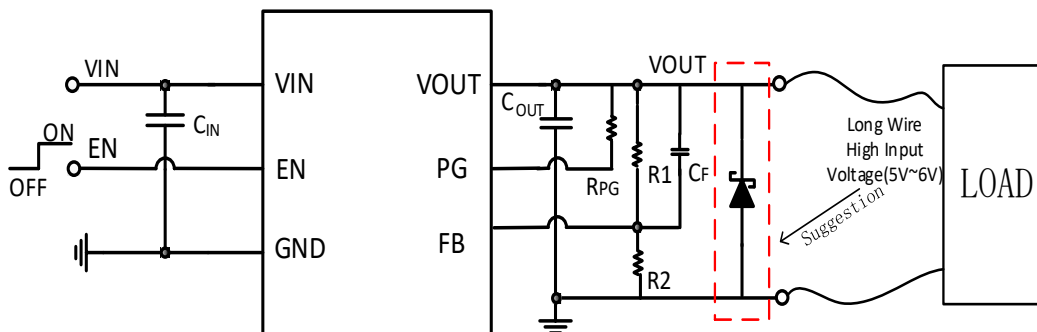 VIN
VIN
VOUT
VOUT
COUT
CIN
ON
EN
OFF
EN
PG
RPG
R1
CF
Long Wire
High Input
Voltage(5V~6V)
LOAD
Suggestion
GND
FB
R2